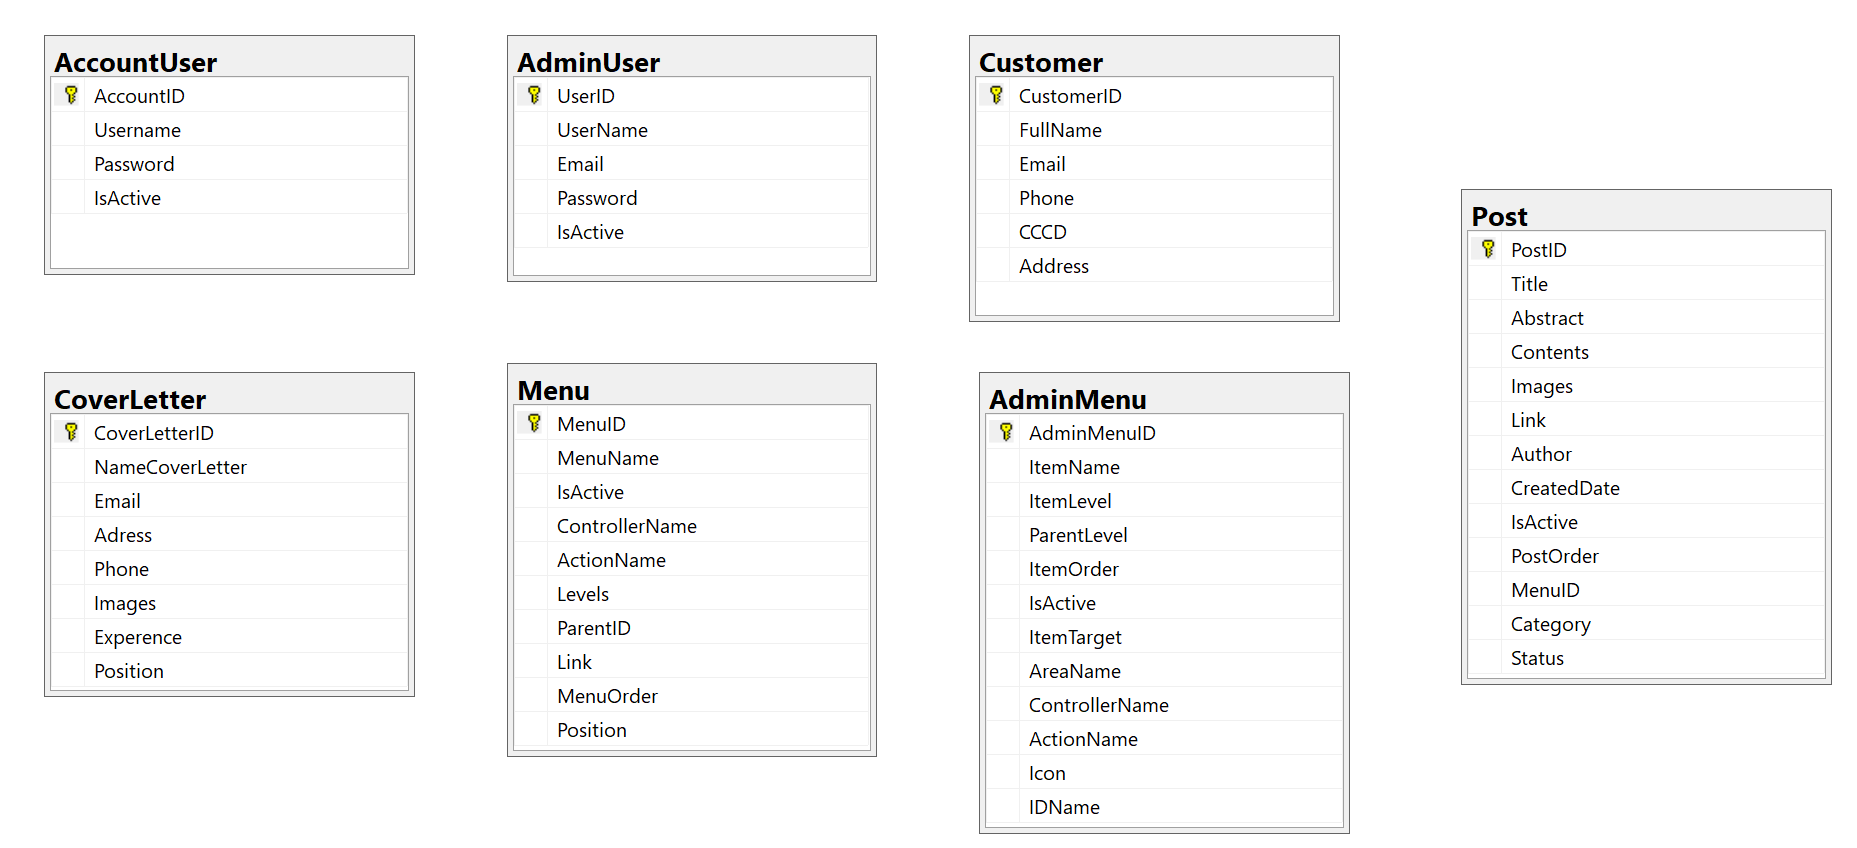 AccountUser
AccountID
Username
Password
IsActive
AdminUser
UserID
UserName
Email
Password
IsActive
Customer
CustomerID
FullName
Email
Phone
CCCD
Address
Post
PostID
Title
Abstract
Contents
Images
Link
Author
CreatedDate
IsActive
PostOrder
MenuID
Category
Status
CoverLetter
CoverLetterID
NameCoverLetter
Email
Adress
Phone
Images
Experence
Position
Menu
MenuID
MenuName
IsActive
ControllerName
ActionName
Levels
ParentID
Link
MenuOrder
Position
AdminMenu
AdminMenuID
ItemName
ItemLevel
ParentLevel
ItemOrder
IsActive
ItemTarget
AreaName
ControllerName
ActionName
Icon
IDName